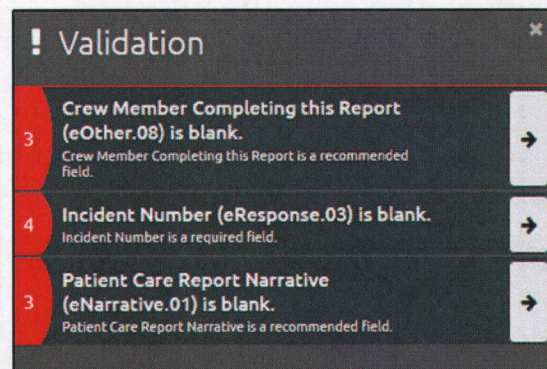 ! Validation ×
Crew Member Completing this Report
3
(eOther.08) is blank.
Crew Member Completing this Report is a recommended
field.
4
Incident Number (eResponse.03) is blank.
Incident Number is a required field.
Patient Care Report Narrative
3
(eNarrative.01) is blank.
Patient Care Report Narrative is a recommended field.